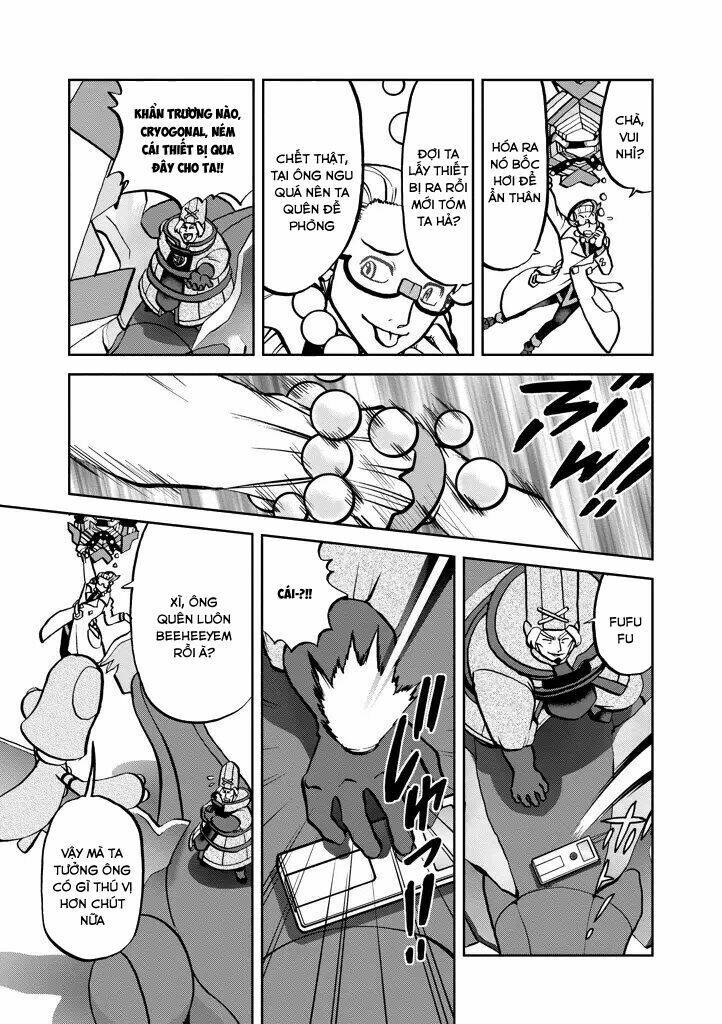 CHÀ,
VUI
NHỈ?
HÓA RA
NÓ BỐC
HƠI ĐỂ
ẨN THÂN
ĐỢI TA
LẤY THIẾT
BỊ RA RỒI
MỚI TÓM
TA HẢ?
CHẾT THẬT,
TẠI ÔNG NGU
QUÁ NÊN TA
QUÊN ĐỀ
PHÒNG
KHẨN TRƯƠNG NÀO,
CRYOGONAL, NÉM
CÁI THIẾT BỊ QUA
ĐÂY CHO TA!!
FUFU
FU
CÁI-?!!
XÌ, ÔNG
QUÊN LUÔN
BEEHEEYEM
RỒI À?
VẬY MÀ TA
TƯỞNG ÔNG
CÓ GÌ THÚ VỊ
HƠN CHÚT
NỮA